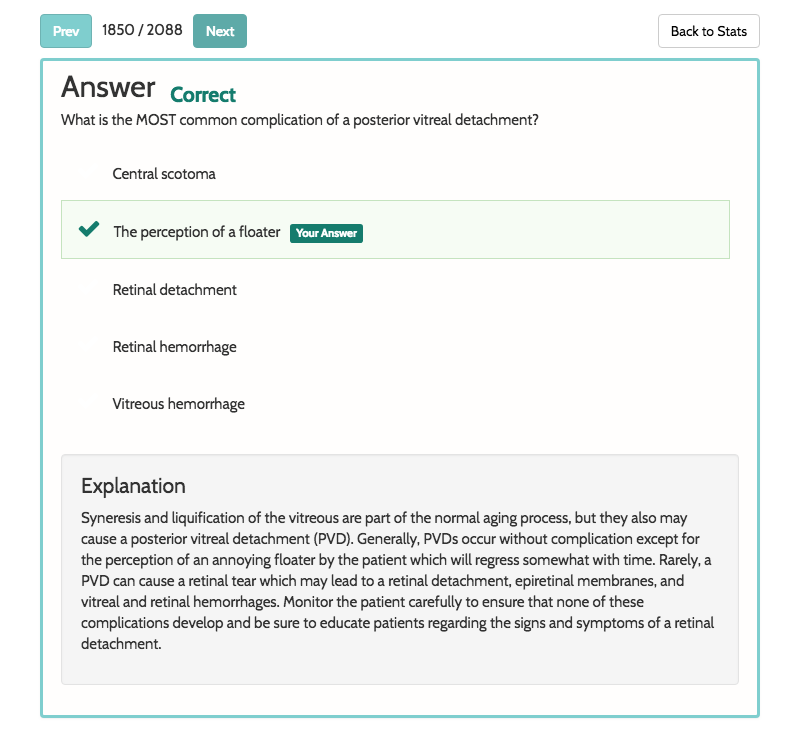 Prev 1850 / 2088 Next Back to Stats
Answer Correct
What is the MOST common complication of a posterior vitreal detachment?
Central scotoma
The perception of a floater Your Answer
Retinal detachment
Retinal hemorrhage
Vitreous hemorrhage
Explanation
Syneresis and liquification of the vitreous are part of the normal aging process, but they also may
cause a posterior vitreal detachment (PVD). Generally, PVDs occur without complication except for
the perception of an annoying floater by the patient which will regress somewhat with time. Rarely, a
PVD can cause a retinal tear which may lead to a retinal detachment, epiretinal membranes, and
vitreal and retinal hemorrhages. Monitor the patient carefully to ensure that none of these
complications develop and be sure to educate patients regarding the signs and symptoms of a retinal
detachment.